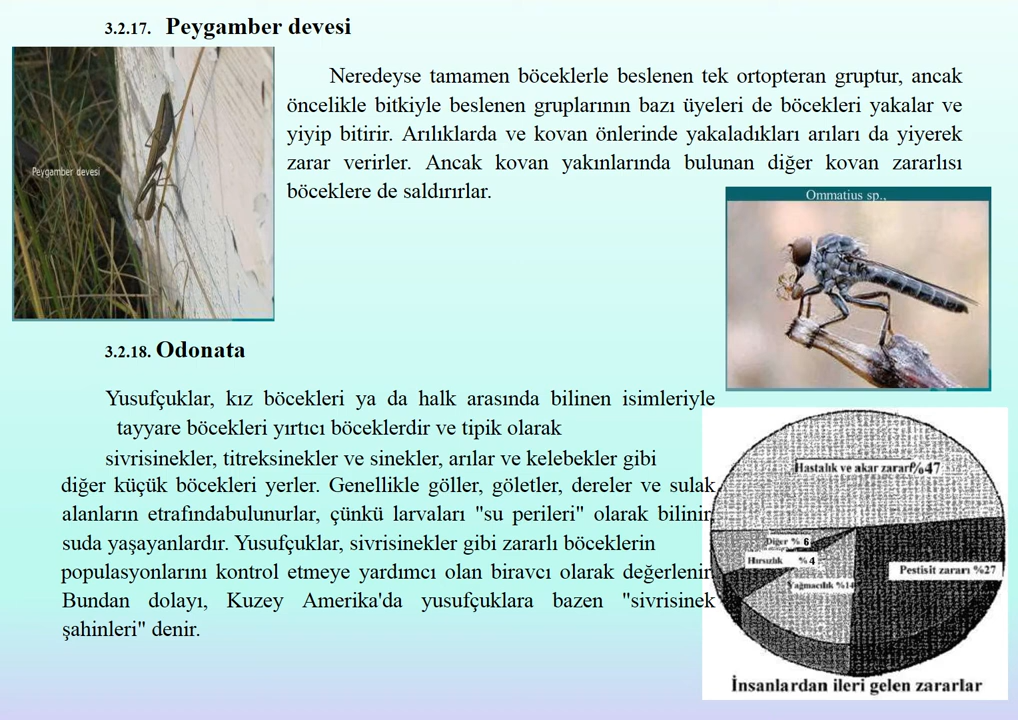 3.2.17. Peygamber devesi
Peygamber devesi
Neredeyse tamamen böceklerle beslenen tek ortopteran gruptur, ancak
öncelikle bitkiyle beslenen gruplarının bazı üyeleri de böcekleri yakalar ve
yiyip bitirir. Arılıklarda ve kovan önlerinde yakaladıkları arıları da yiyerek
zarar verirler. Ancak kovan yakınlarında bulunan diğer kovan zararlısı
böceklere de saldırırlar.
Ommatius sp.,
3.2.18. Odonata
Yusufçuklar, kız böcekleri ya da halk arasında bilinen isimleriyle
tayyare böcekleri yırtıcı böceklerdir ve tipik olarak
sivrisinekler, titreksinekler ve sinekler, arılar ve kelebekler gibi
diğer küçük böcekleri yerler. Genellikle göller, göletler, dereler ve sulak
alanların etrafındabulunurlar, çünkü larvaları "su perileri" olarak bilinir,
suda yaşayanlardır. Yusufçuklar, sivrisinekler gibi zararlı böceklerin
populasyonlarını kontrol etmeye yardımcı olan biravcı olarak değerlenir.
Bundan dolayı, Kuzey Amerika'da yusufçuklara bazen "sivrisinek
şahinleri" denir.
Hastalık ve akar zararı%47
Diğer % 6
Hırsızlık %4
Yağmacılık %14
Pestisit zararı %27
İnsanlardan ileri gelen zararlar